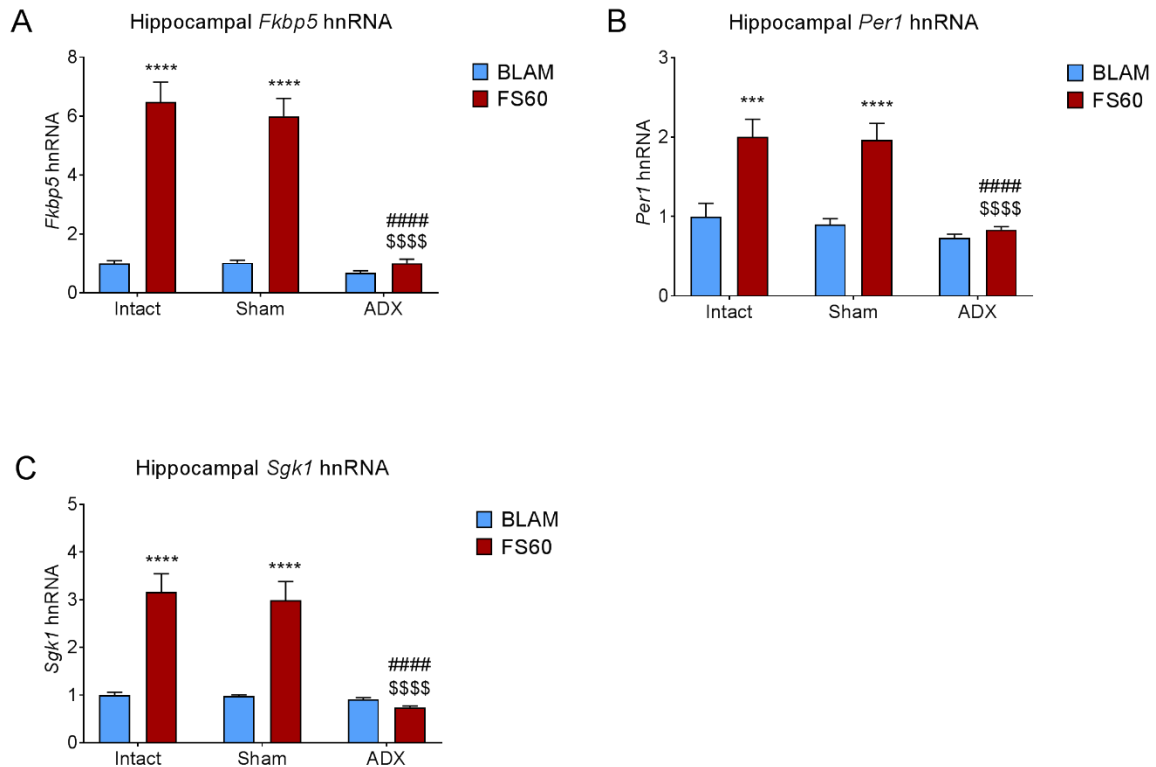 A
Hippocampal Fkbp5 hnRNA
Fkbp5 hnRNA
8
6
4
2
0
****
****
####
$$$$
Intact
Sham
ADX
BLAM
FS60
B
Hippocampal Per1 hnRNA
Per1 hnRNA
3
2
1
0
***
****
####
$$$$
Intact
Sham
ADX
BLAM
FS60
C
Hippocampal Sgk1 hnRNA
Sgk1 hnRNA
5
4
3
2
1
0
****
****
####
$$$$
Intact
Sham
ADX
BLAM
FS60